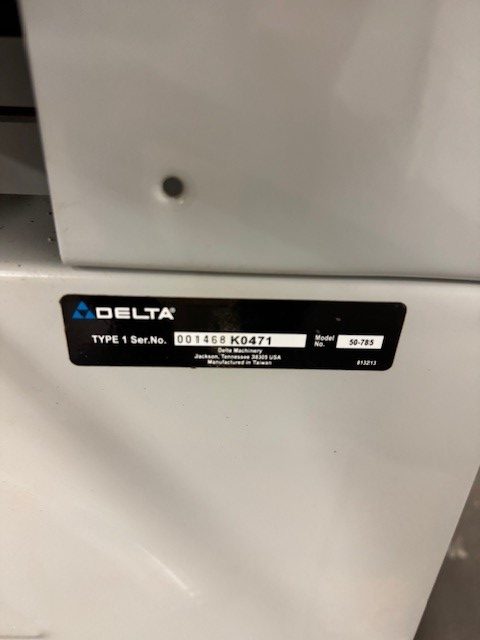 DELTA®
TYPE 1 Ser.No. 001468 K0471 Model No. 50-785
Delta Machinery
Jackson, Tennessee 38305 USA
Manufactured in Taiwan
813213